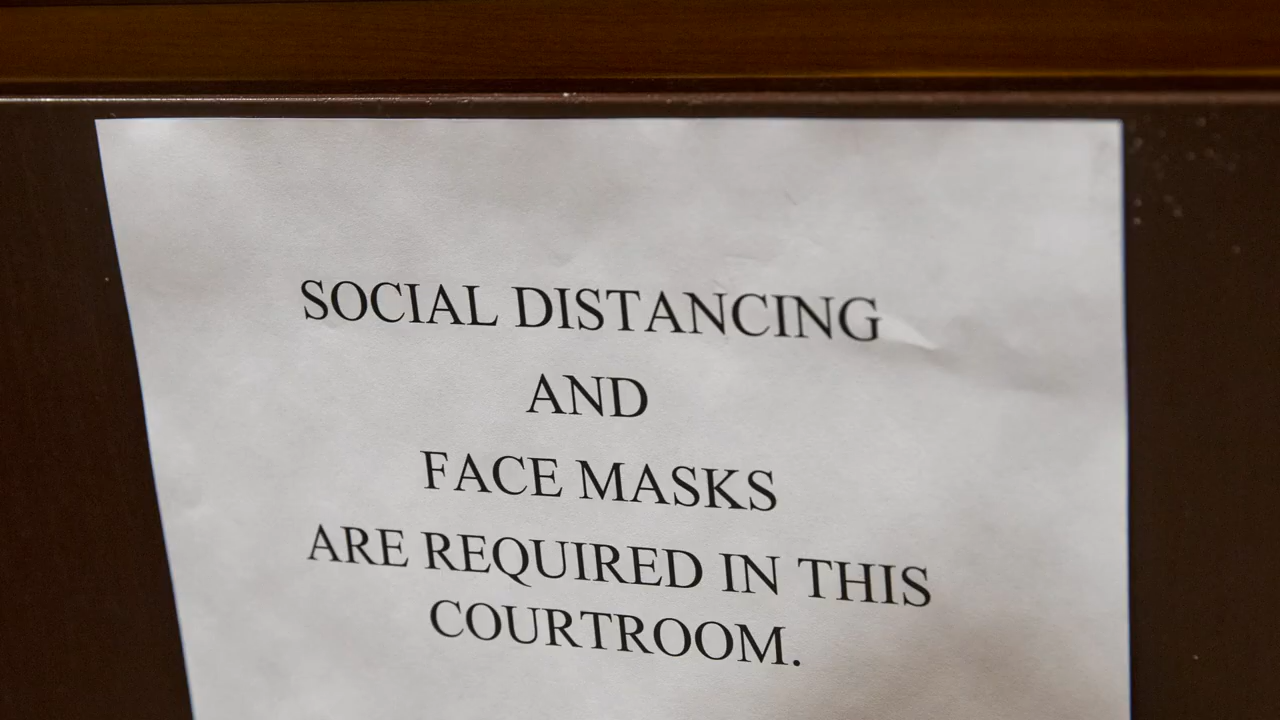 SOCIAL DISTANCING
AND
FACE MASKS
ARE REQUIRED IN THIS
COURTROOM.